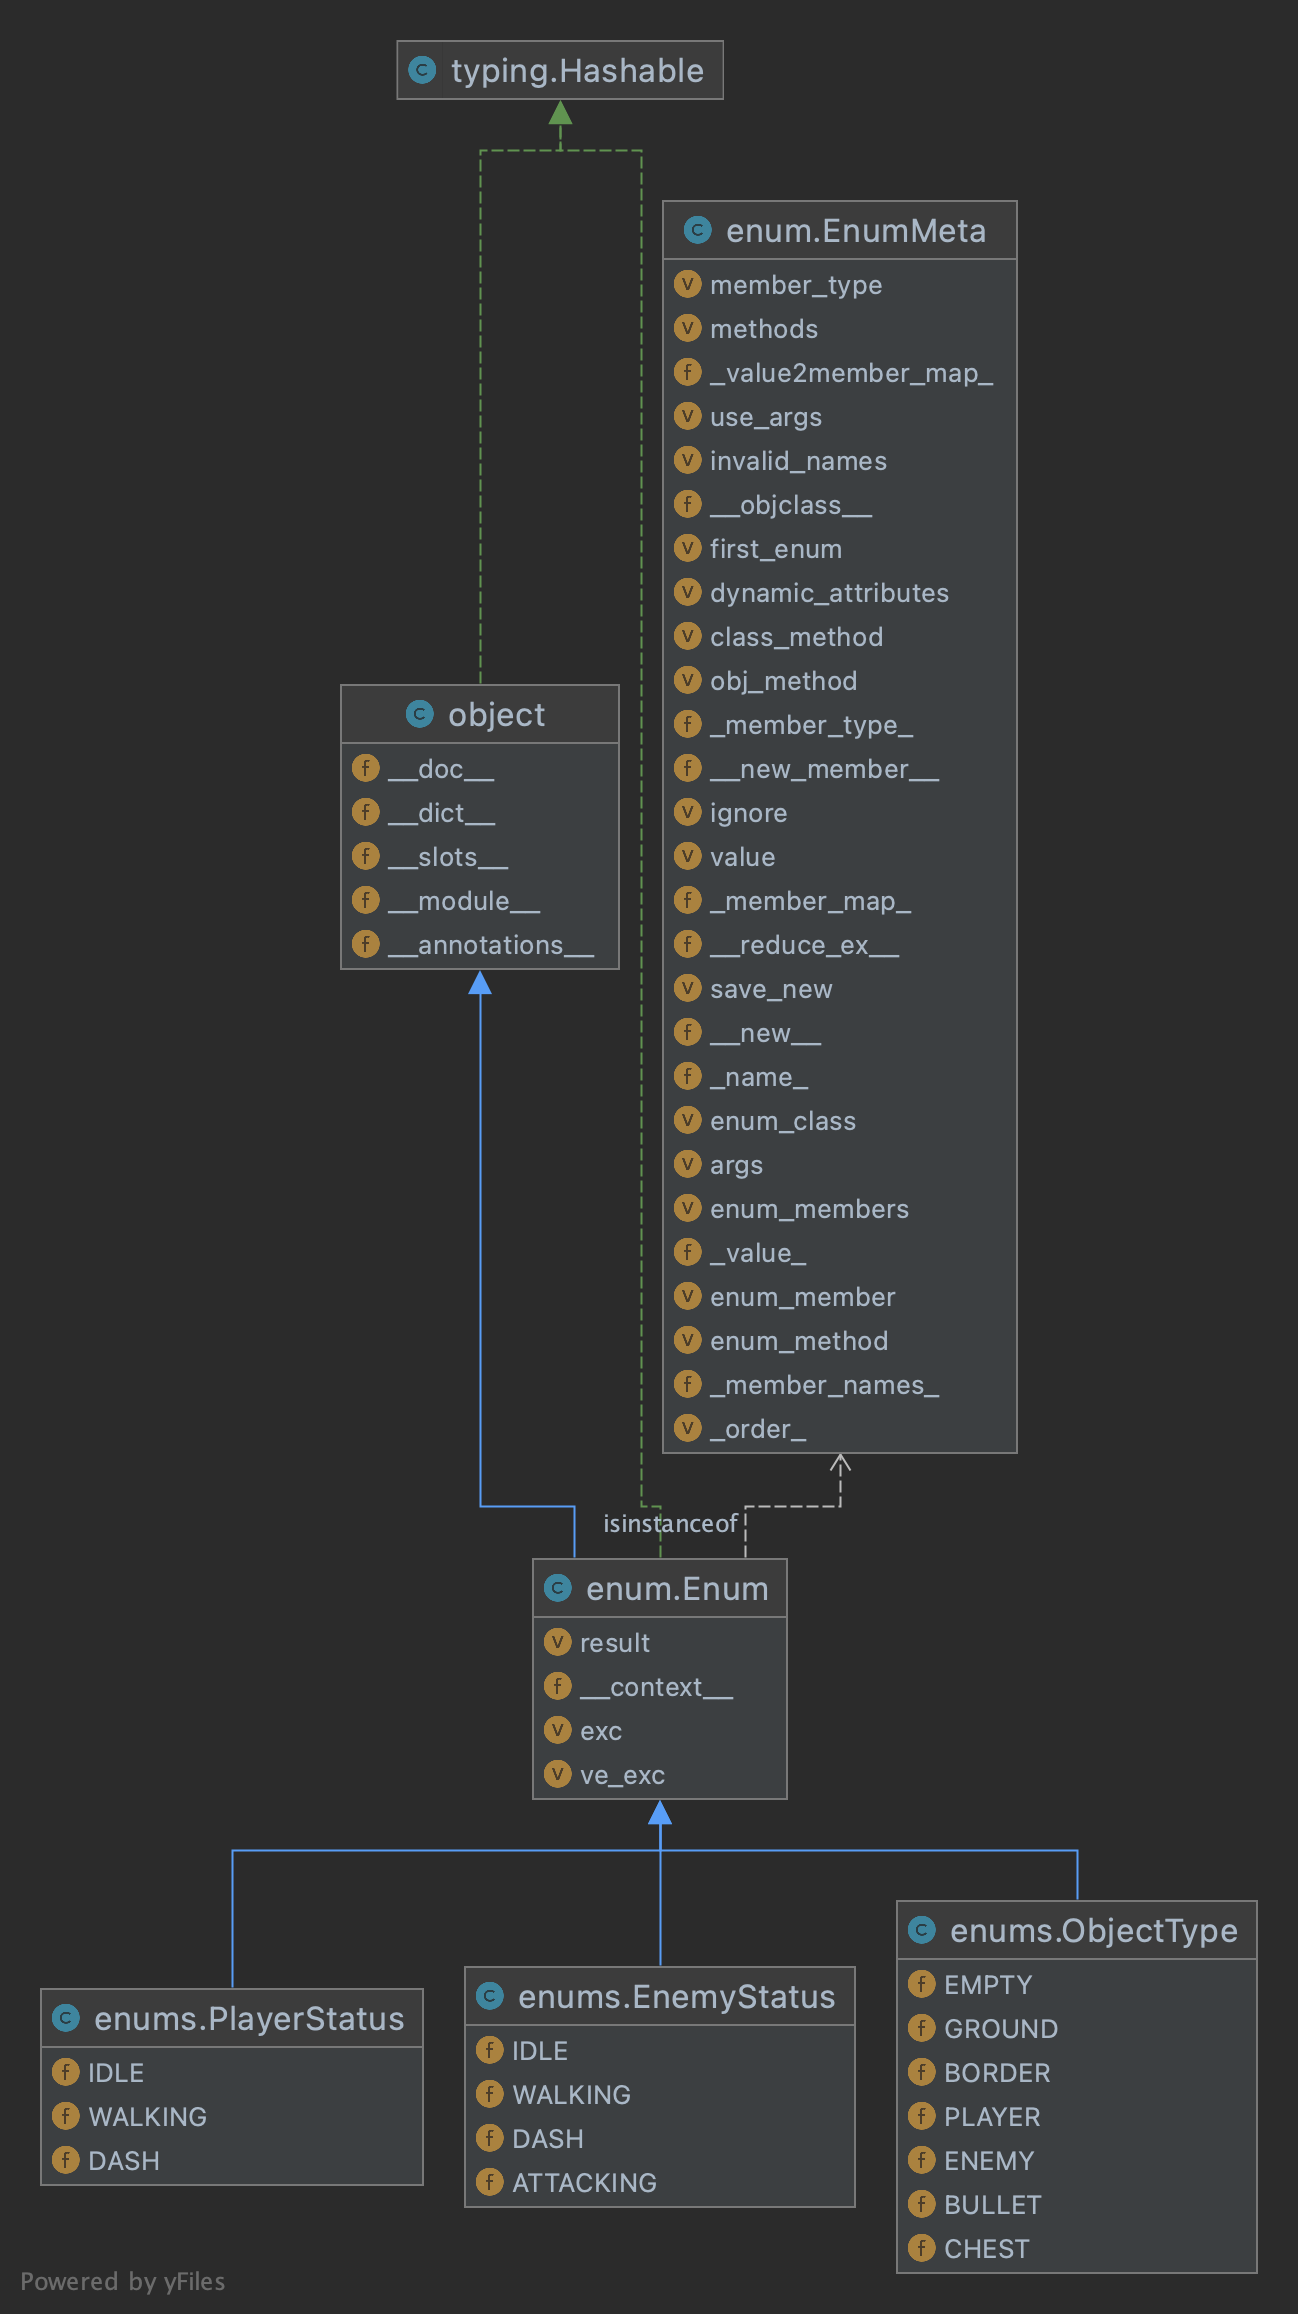 typing.Hashable
enum.EnumMeta
member_type
methods
_value2member_map_
use_args
invalid_names
__objclass__
first_enum
dynamic_attributes
class_method
obj_method
_member_type_
__new_member__
ignore
value
_member_map_
__reduce_ex__
save_new
__new__
_name_
enum_class
args
enum_members
_value_
enum_member
enum_method
_member_names_
_order_
object
__doc__
__dict__
__slots__
__module__
__annotations__
isinstanceof
enum.Enum
result
__context__
exc
ve_exc
enums.PlayerStatus
IDLE
WALKING
DASH
enums.EnemyStatus
IDLE
WALKING
DASH
ATTACKING
enums.ObjectType
EMPTY
GROUND
BORDER
PLAYER
ENEMY
BULLET
CHEST
Powered by yFiles